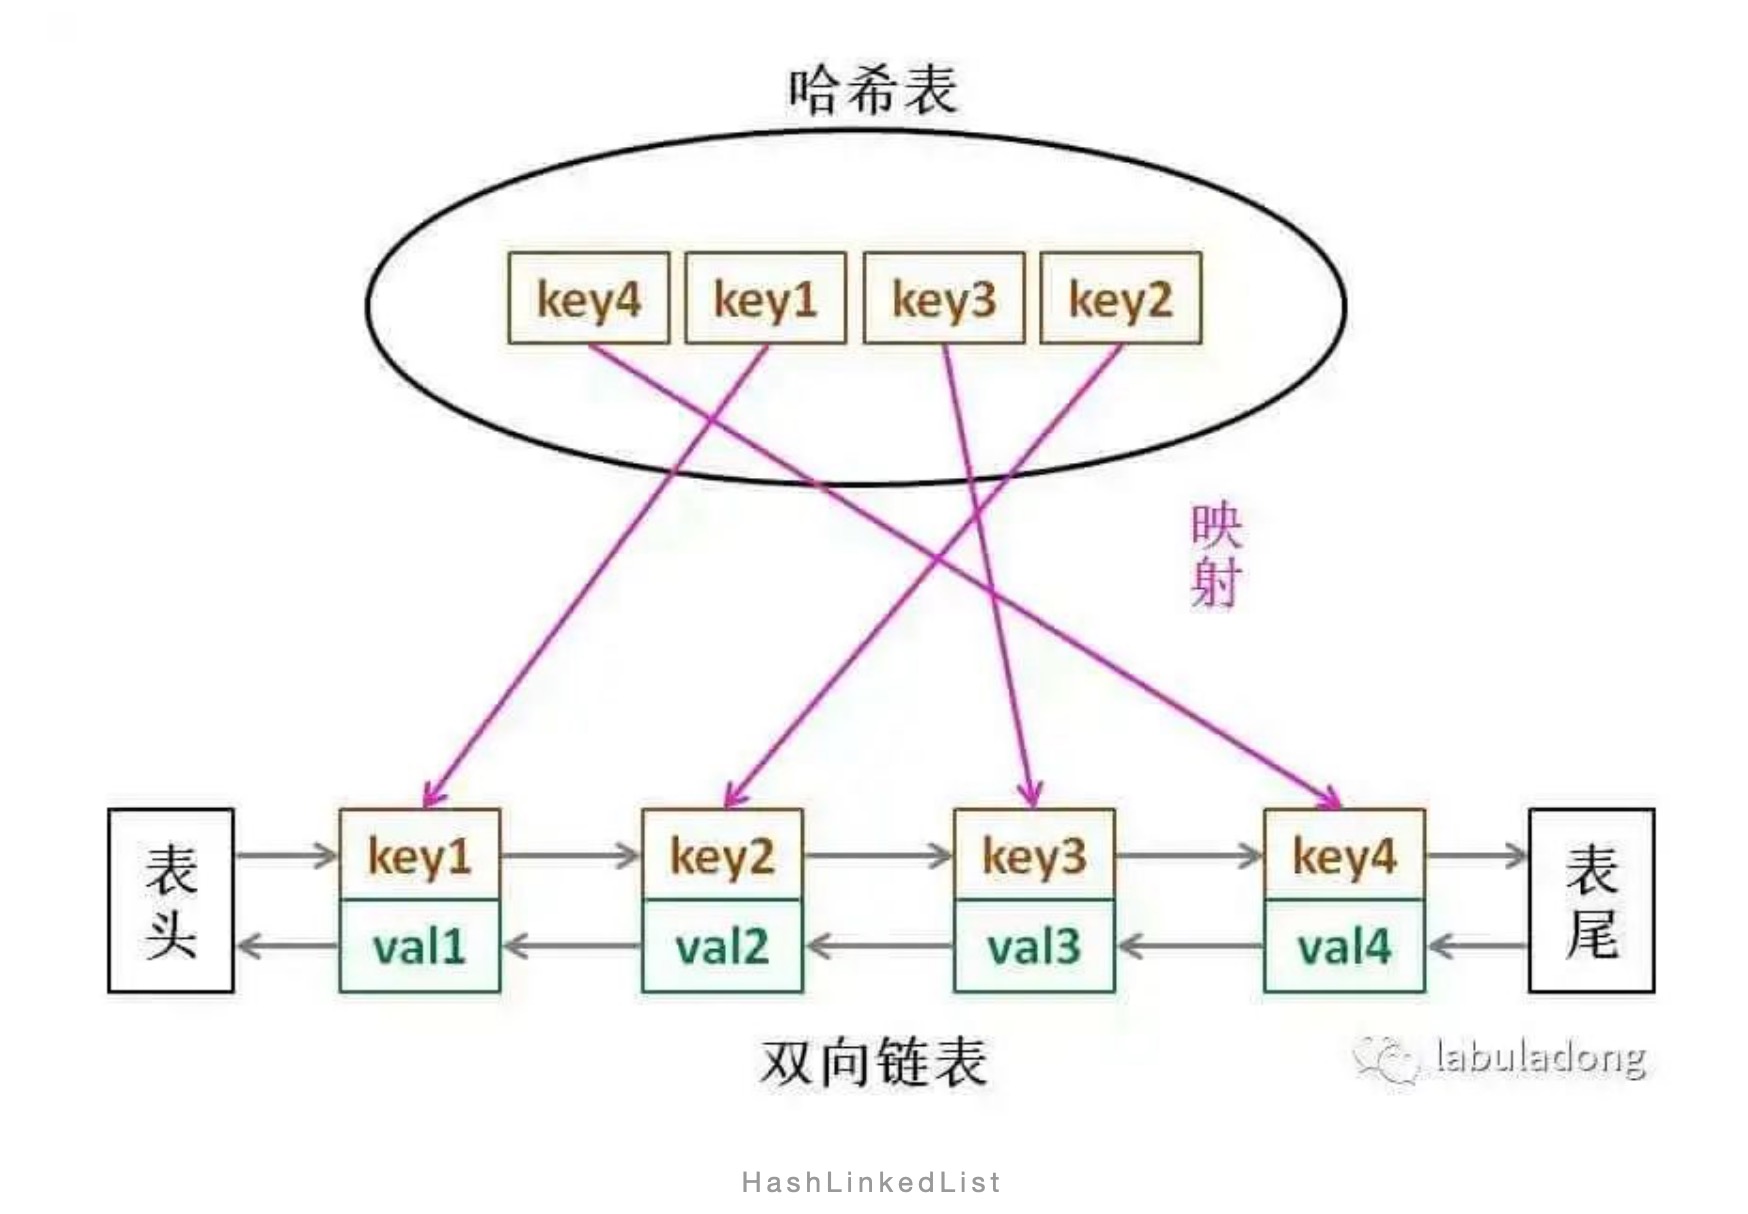 哈希表
key4 key1 key3 key2
映射
表头 key1 key2 key3 key4 表尾
val1 val2 val3 val4
双向链表
labuladong
HashLinkedList